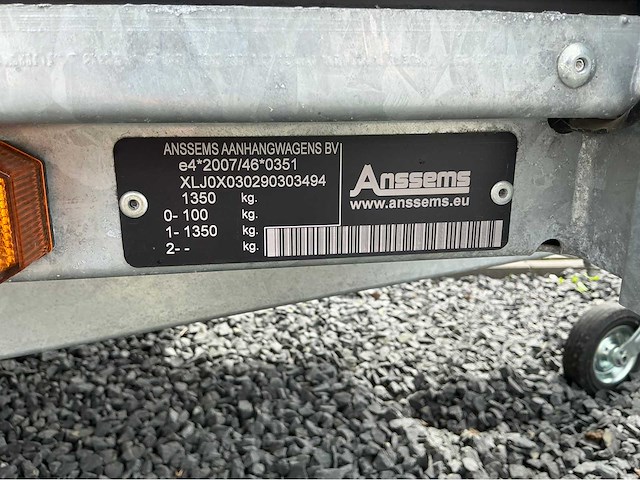 ANSSEMS AANHANGWAGENS BV
e4*2007/46*0351
XLJ0X030290303494
1350 kg.
0- 100 kg.
1- 1350 kg.
2- - kg.
Anssems
www.anssems.eu